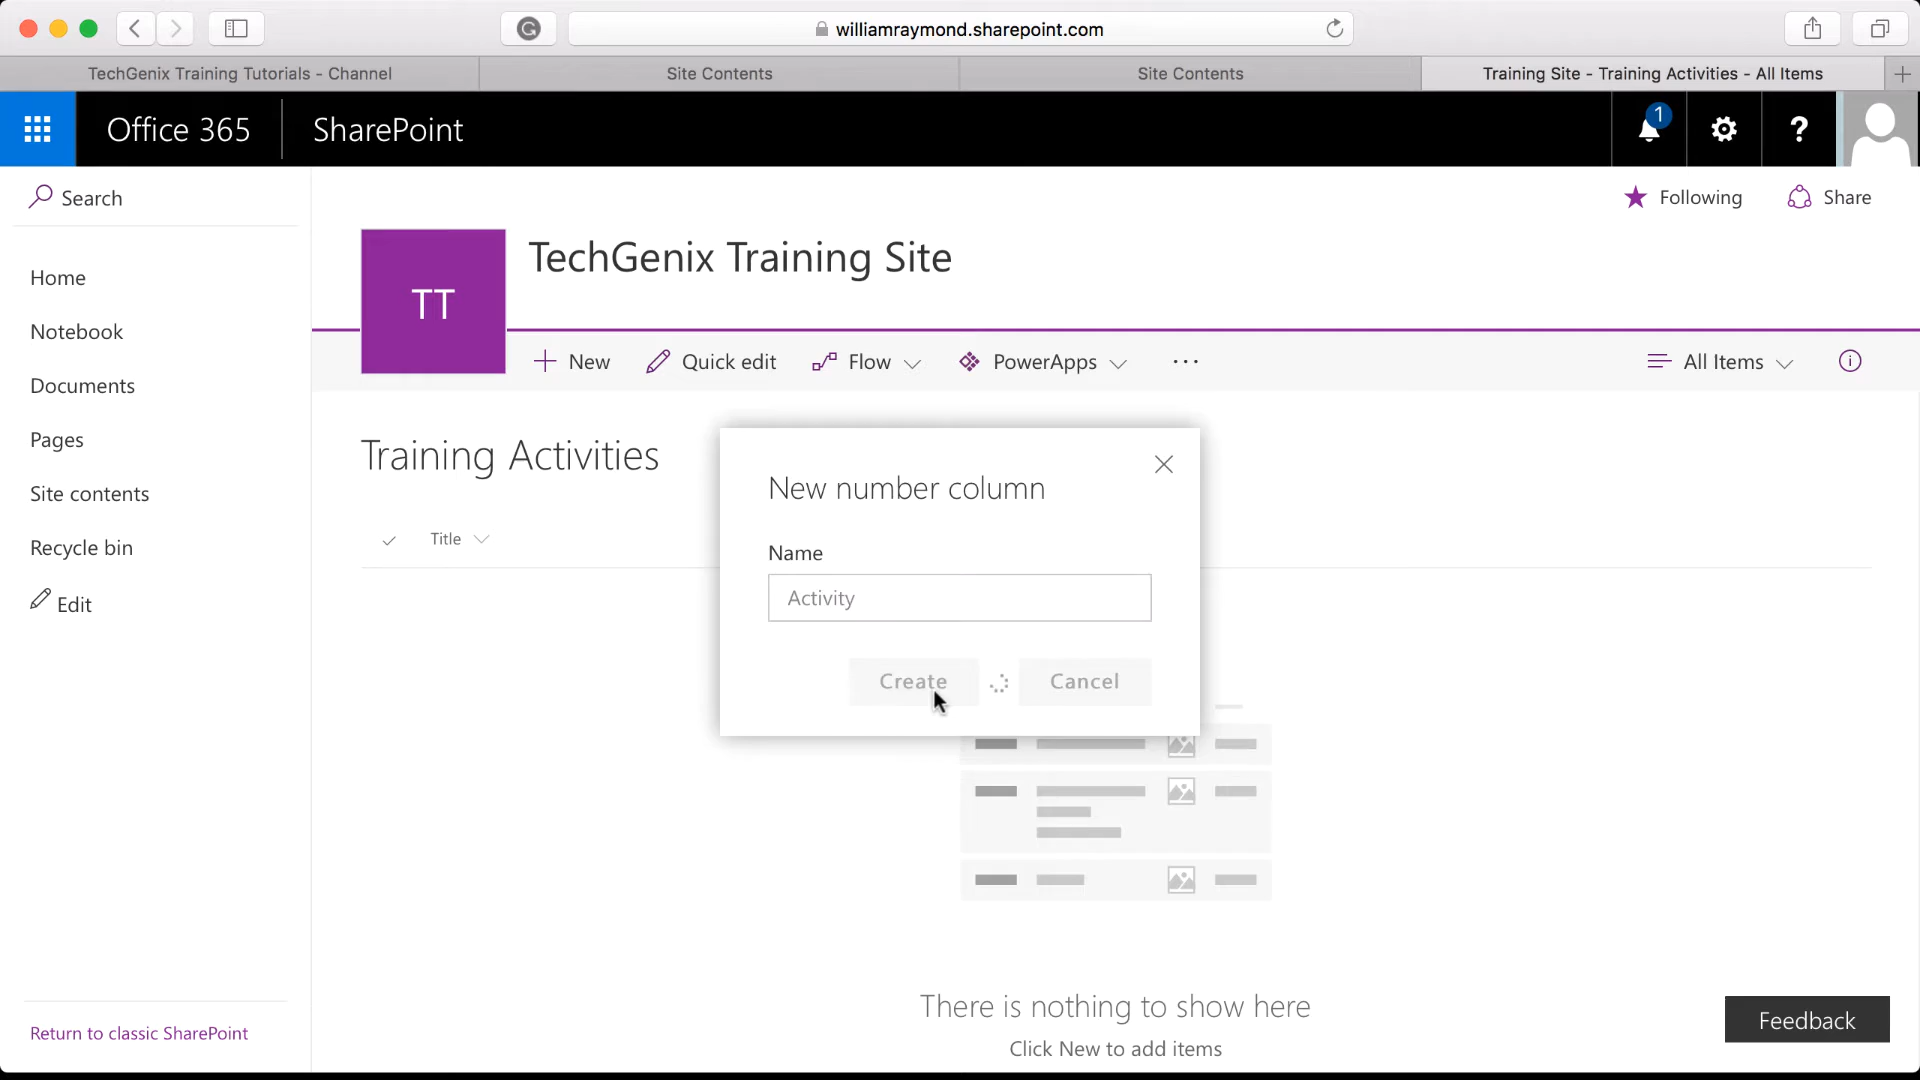 williamraymond.sharepoint.com
TechGenix Training Tutorials - Channel
Site Contents
Site Contents
Training Site - Training Activities - All Items
Office 365
SharePoint
1
?
Search
Following
Share
TT
TechGenix Training Site
Home
Notebook
Documents
Pages
Site contents
Recycle bin
Edit
New
Quick edit
Flow
PowerApps
...
All Items
Training Activities
Title
New number column
Name
Activity
Create
Cancel
There is nothing to show here
Click New to add items
Return to classic SharePoint
Feedback